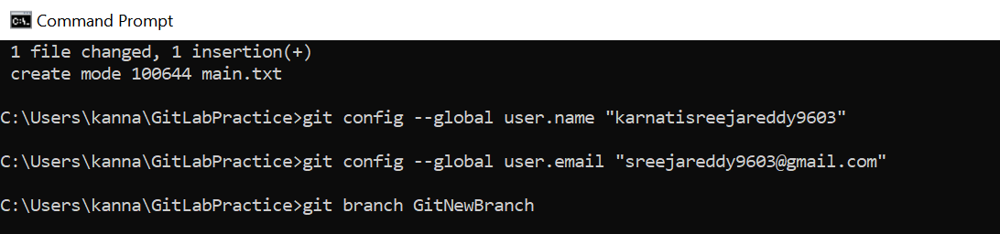 Command Prompt
1 file changed, 1 insertion(+)
create mode 100644 main.txt
C:\Users\kanna\GitLabPractice>git config --global user.name "karnatisreejareddy9603"
C:\Users\kanna\GitLabPractice>git config --global user.email "sreejareddy9603@gmail.com"
C:\Users\kanna\GitLabPractice>git branch GitNewBranch